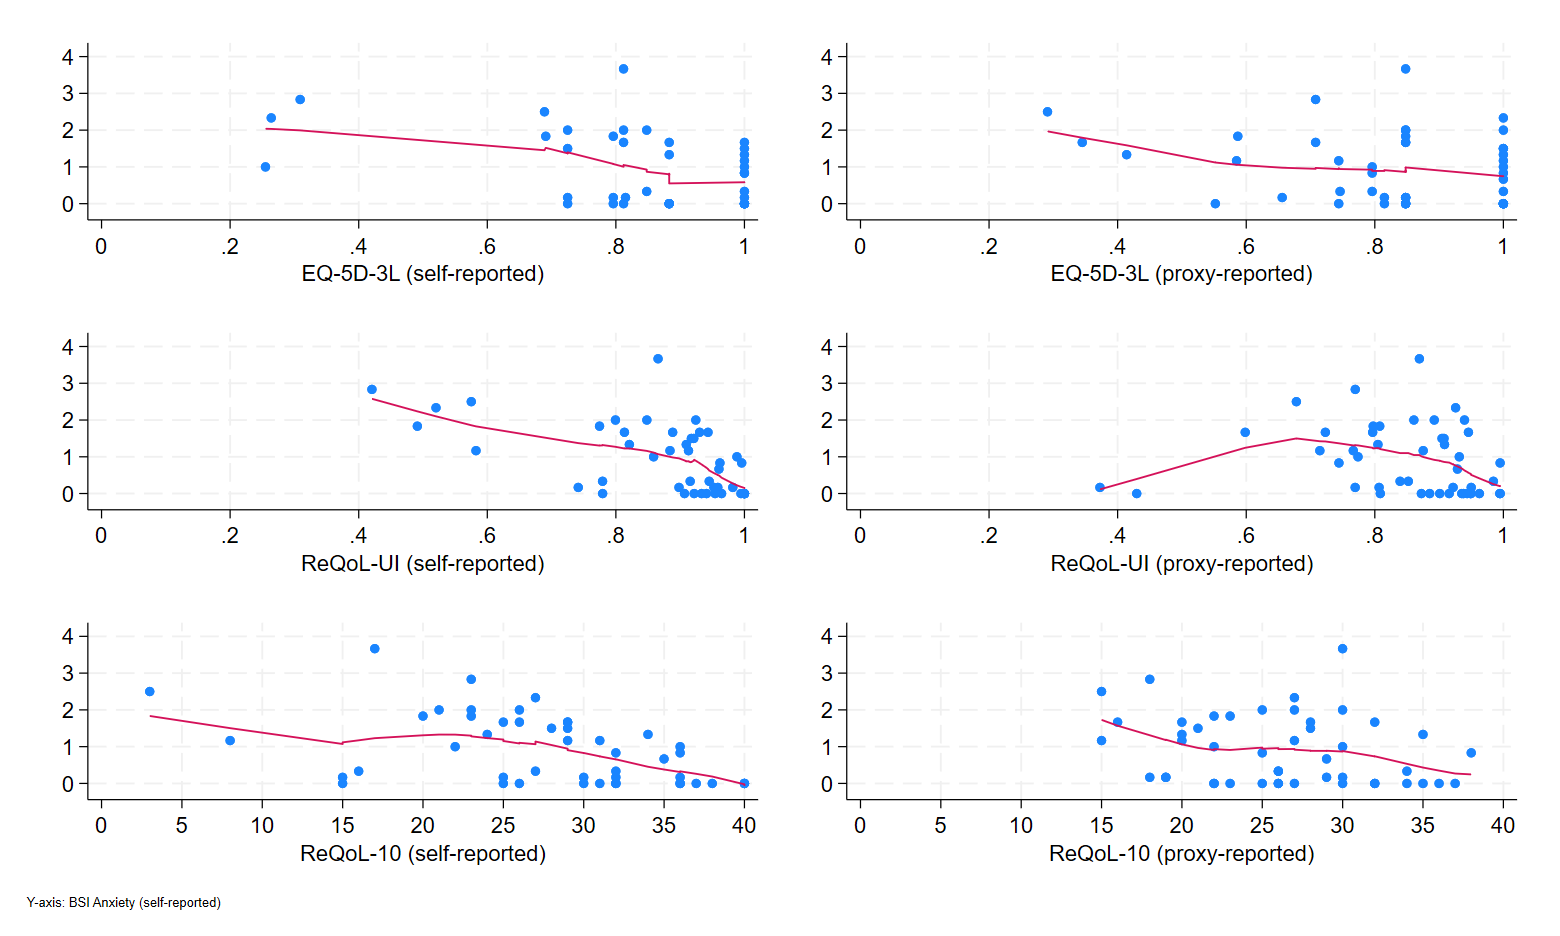 4
3
2
1
0
0 .2 .4 .6 .8 1
EQ-5D-3L (self-reported)
4
3
2
1
0
0 .2 .4 .6 .8 1
EQ-5D-3L (proxy-reported)
4
3
2
1
0
0 .2 .4 .6 .8 1
ReQoL-UI (self-reported)
4
3
2
1
0
0 .2 .4 .6 .8 1
ReQoL-UI (proxy-reported)
4
3
2
1
0
0 5 10 15 20 25 30 35 40
ReQoL-10 (self-reported)
4
3
2
1
0
0 5 10 15 20 25 30 35 40
ReQoL-10 (proxy-reported)
Y-axis: BSI Anxiety (self-reported)